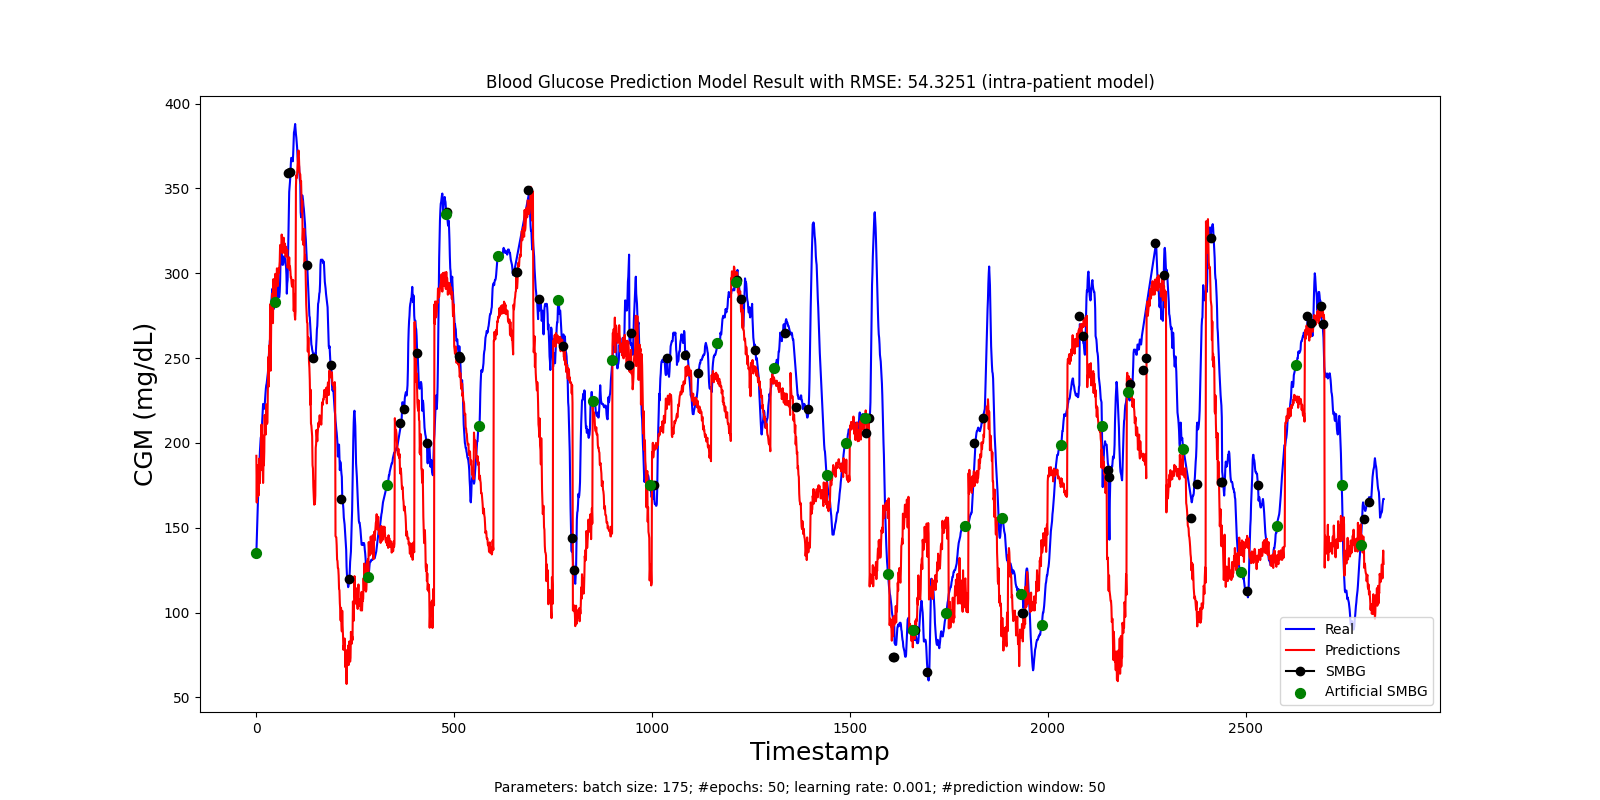 Blood Glucose Prediction Model Result with RMSE: 54.3251 (intra-patient model)
400
350
300
250
200
150
100
50
CGM (mg/dL)
0
500
1000
1500
2000
2500
Timestamp
Real
Predictions
SMBG
Artificial SMBG
Parameters: batch size: 175; #epochs: 50; learning rate: 0.001; #prediction window: 50